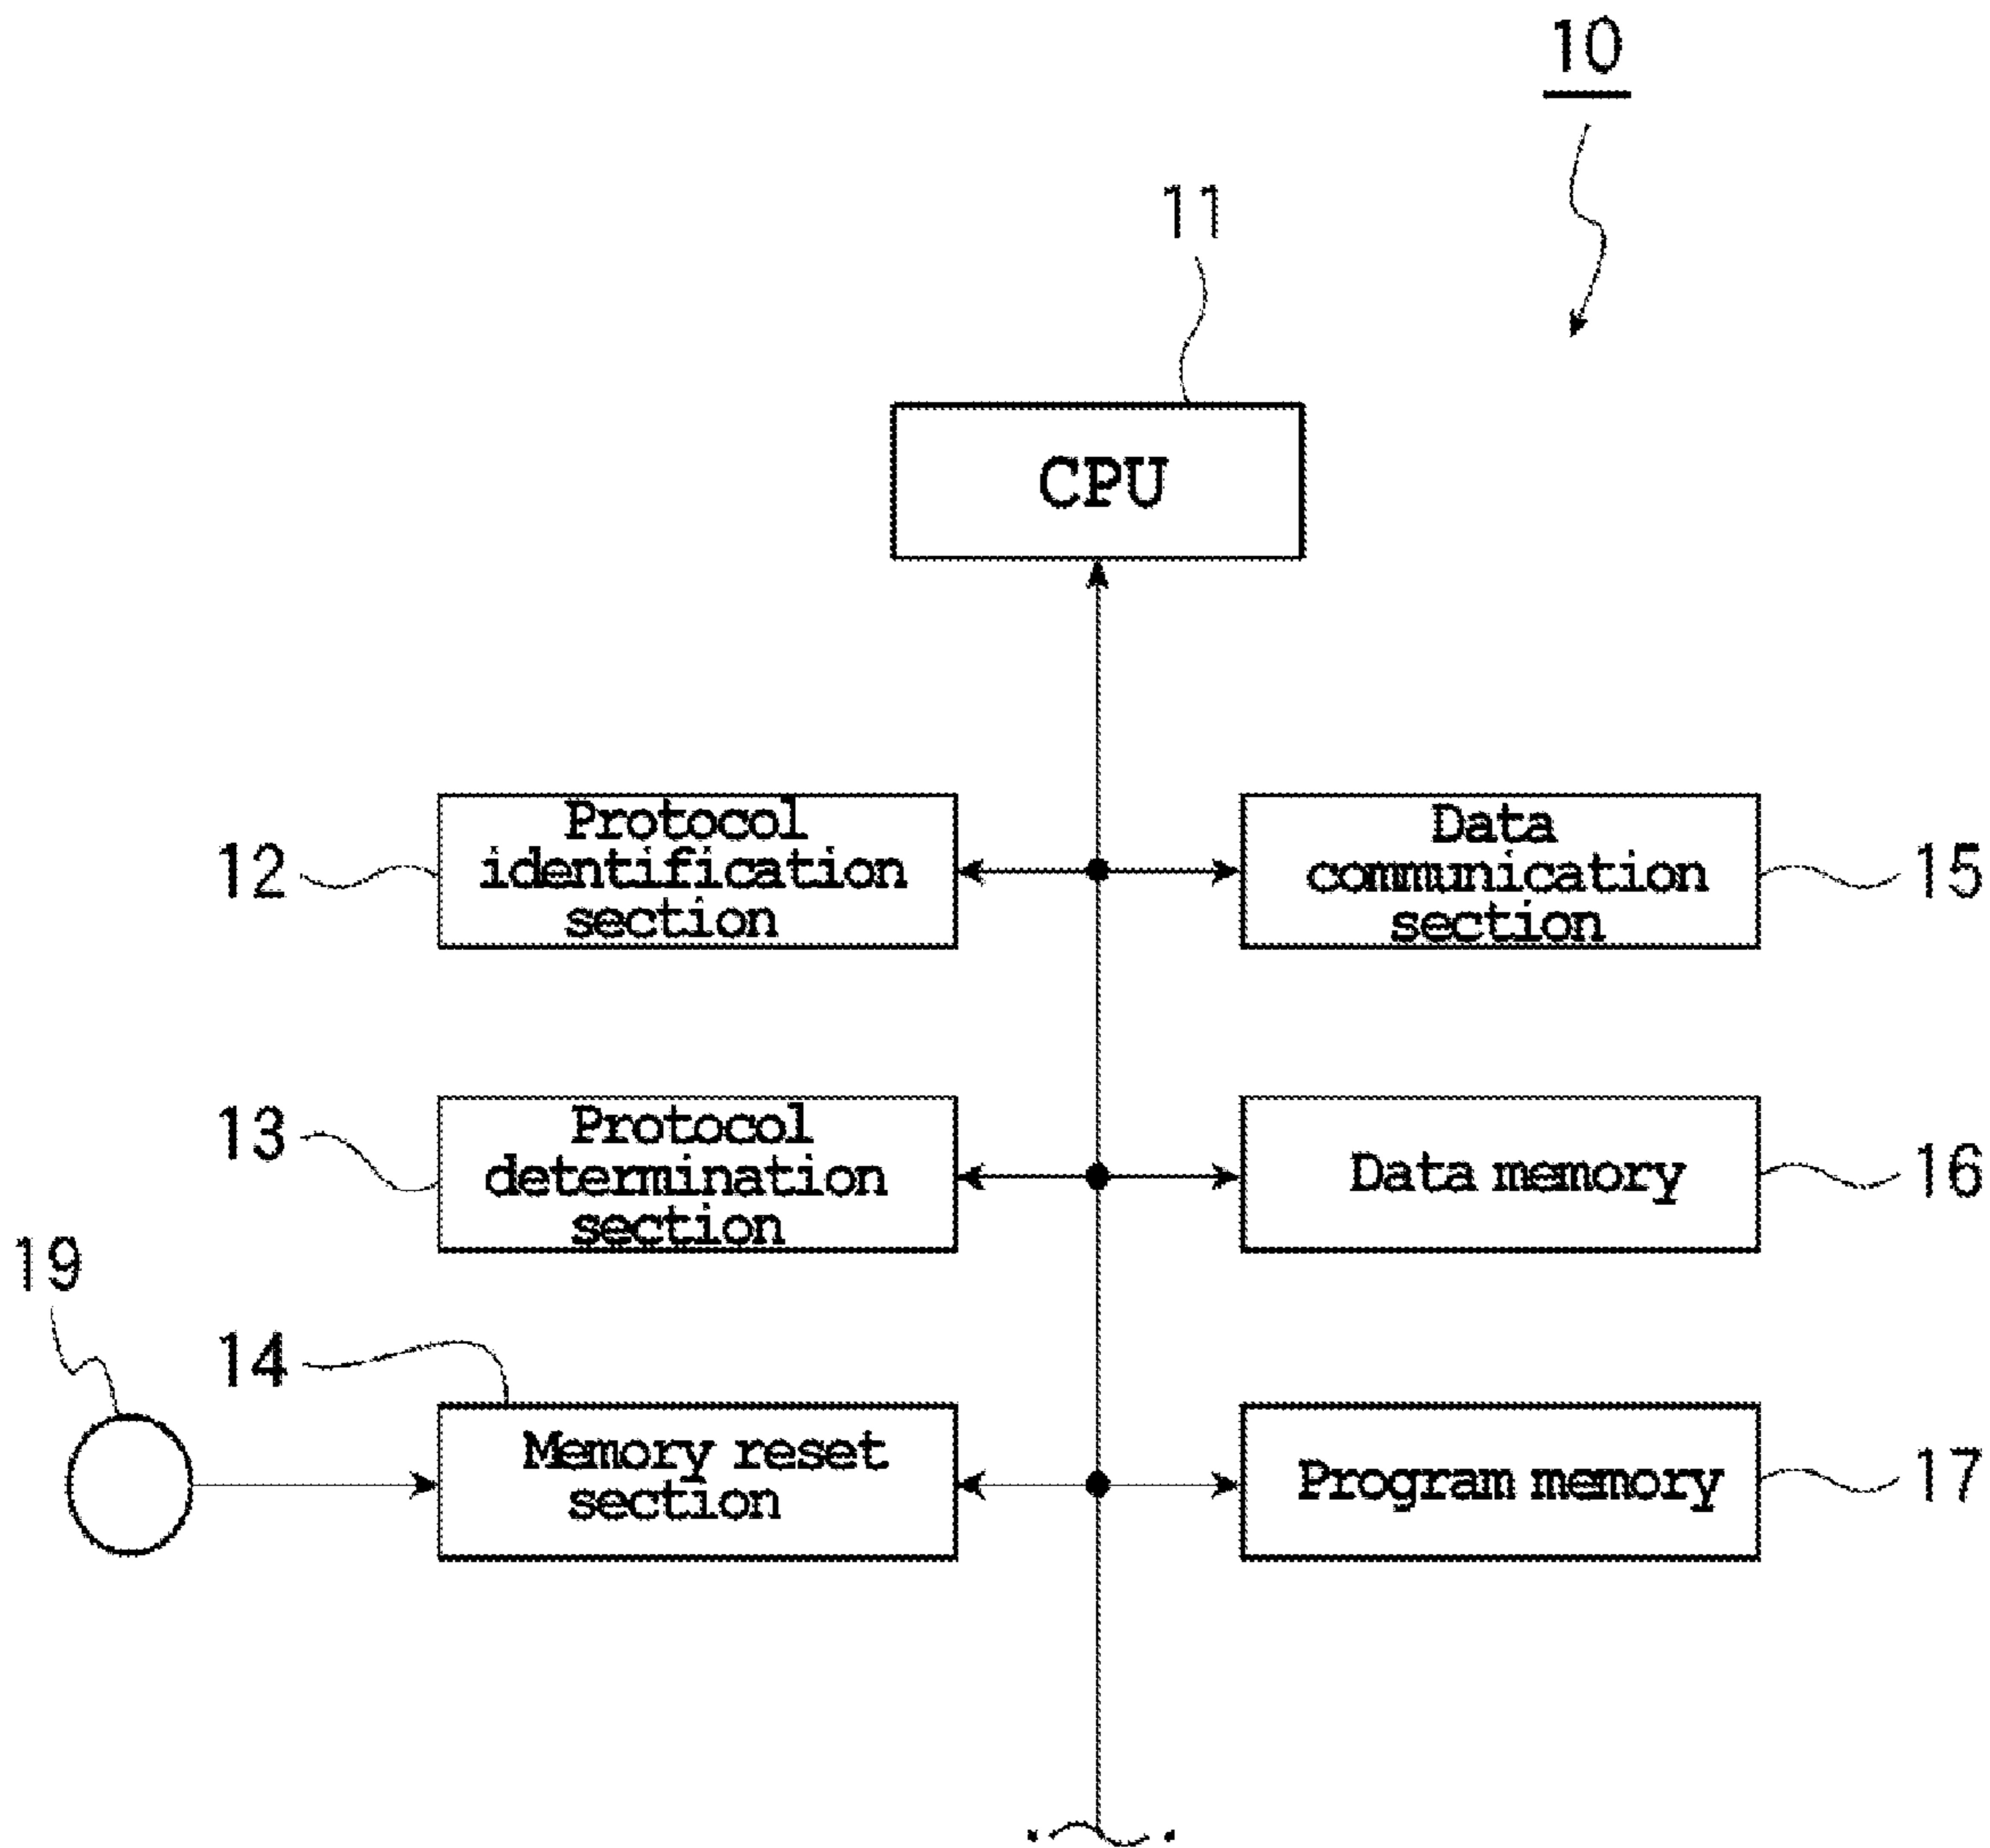 10
11
CPU
12
Protocol
identification
section
Data
communication
section
15
13
Protocol
determination
section
Data memory
16
19
14
Memory reset
section
Program memory
17